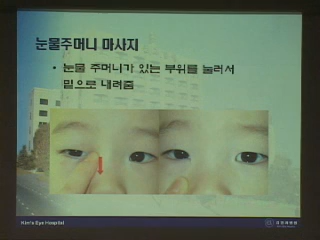 눈물주머니 마사지
• 눈물 주머니가 있는 부위를 눌러서
밑으로 내려줌
Kim's Eye Hospital